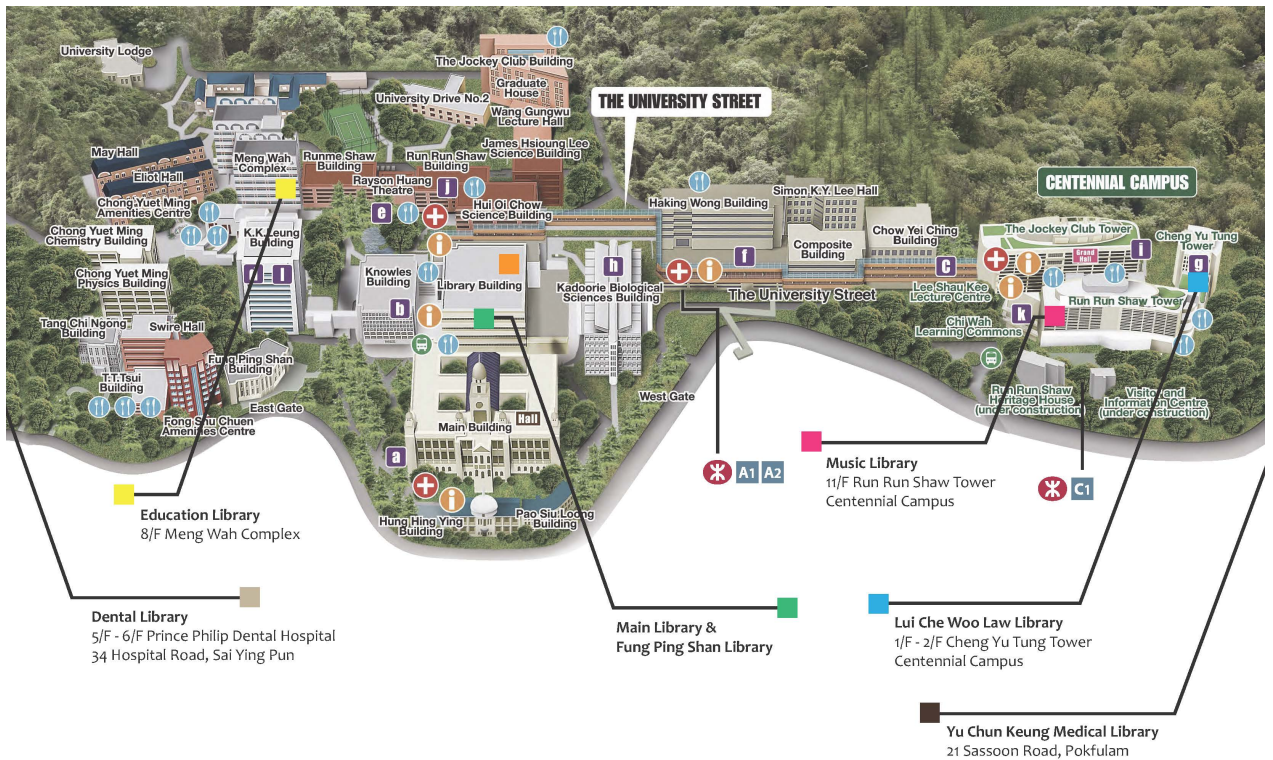 University Lodge
The Jockey Club Building
Graduate
House
University Drive No.2
Wang Gungwu
Lecture Hall
THE UNIVERSITY STREET
James Hsioung Lee
Science Building
May Hall
Eliot Hall
Meng Wah
Complex
Runme Shaw
Building
Run Run Shaw
Building
Rayson Huang
Theatre
j
e
Hui Oi Chow
Science Building
Chong Yuet Ming
Amenities Centre
Haking Wong Building
Simon K.Y. Lee Hall
CENTENNIAL CAMPUS
Chong Yuet Ming
Chemistry Building
K.K.Leung
Building
l
Chong Yuet Ming
Physics Building
Knowles
Building
b
Library Building
h
Kadoorie Biological
Sciences Building
f
Composite
Building
Chow Yei Ching
Building
c
The University Street
The Jockey Club Tower
Grand
Hall
i
Cheng Yu Tung
Tower
g
Lee Shau Kee
Lecture Centre
k
Run Run Shaw Tower
Chi Wah
Learning Commons
Tang Chi Ngong
Building
Swire Hall
Fung Ping Shan
Building
T.T.Tsui
Building
East Gate
Fong Shu Chuen
Amenities Centre
Main Building
Hall
West Gate
Run Run Shaw
Heritage House
(under construction)
Visitor and
Information Centre
(under construction)
a
Hung Hing Ying
Building
Pao Siu Loong
Building
A1 A2
C1
Music Library
11/F Run Run Shaw Tower
Centennial Campus
Education Library
8/F Meng Wah Complex
Dental Library
5/F - 6/F Prince Philip Dental Hospital
34 Hospital Road, Sai Ying Pun
Main Library &
Fung Ping Shan Library
Lui Che Woo Law Library
1/F - 2/F Cheng Yu Tung Tower
Centennial Campus
Yu Chun Keung Medical Library
21 Sassoon Road, Pokfulam